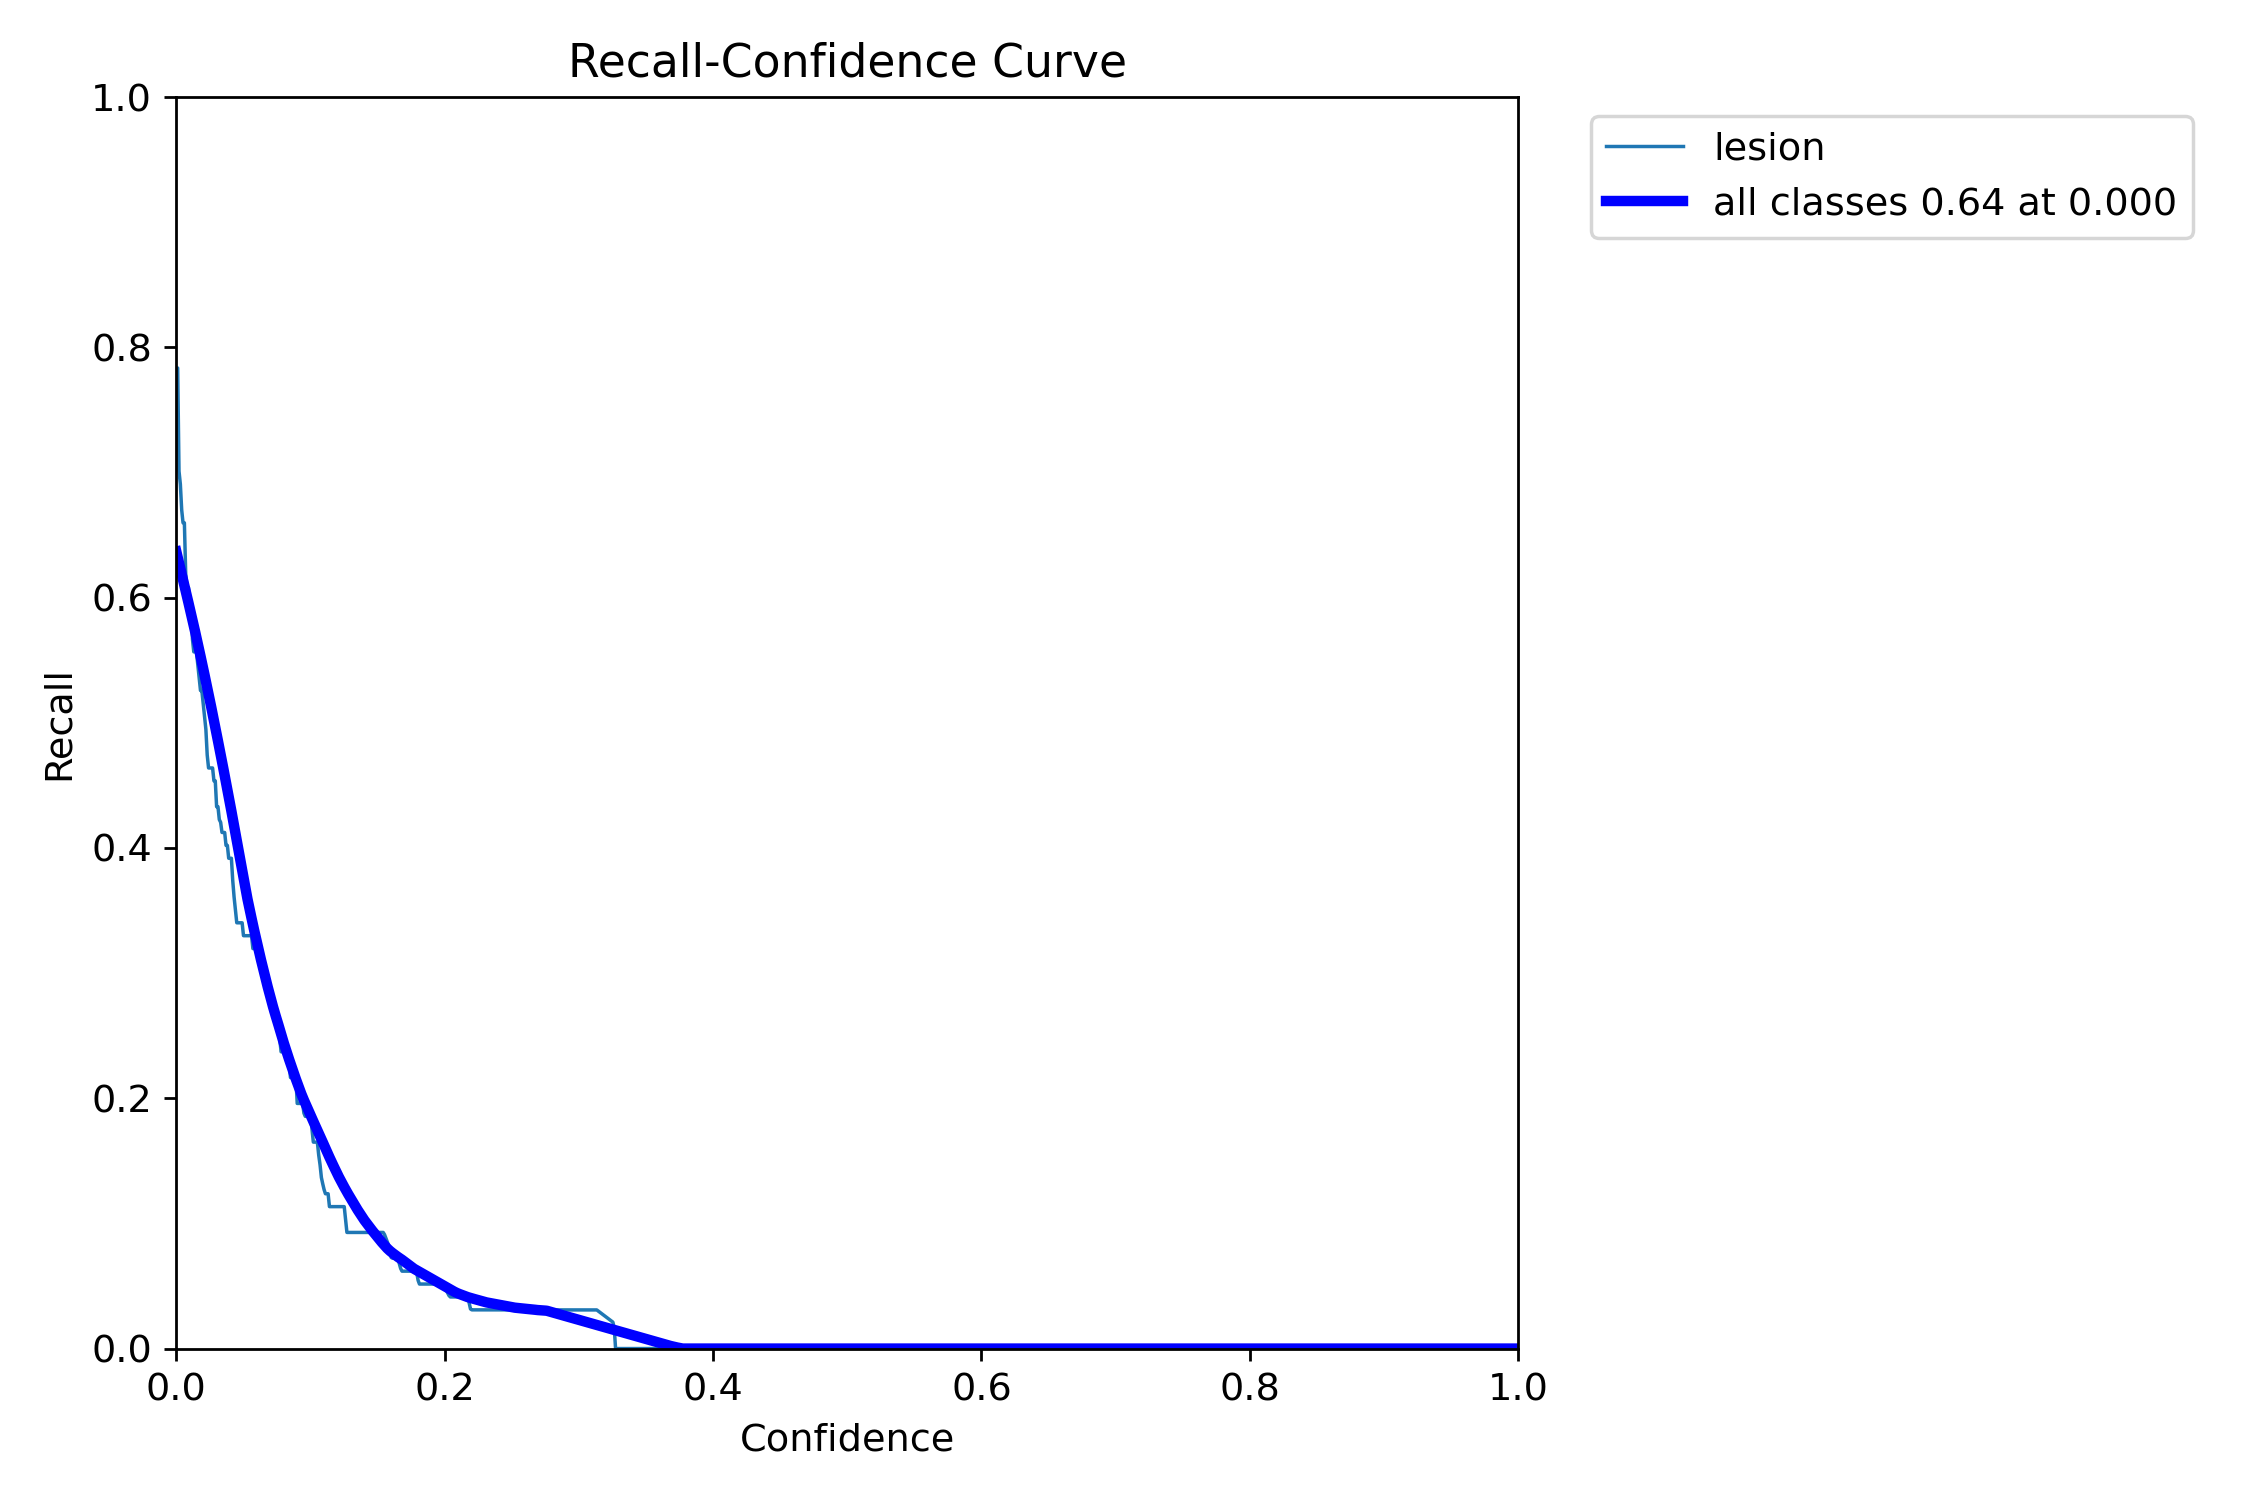 Recall-Confidence Curve
1.0
0.8
0.6
0.4
0.2
0.0
Recall
0.0 0.2 0.4 0.6 0.8 1.0
Confidence
lesion
all classes 0.64 at 0.000